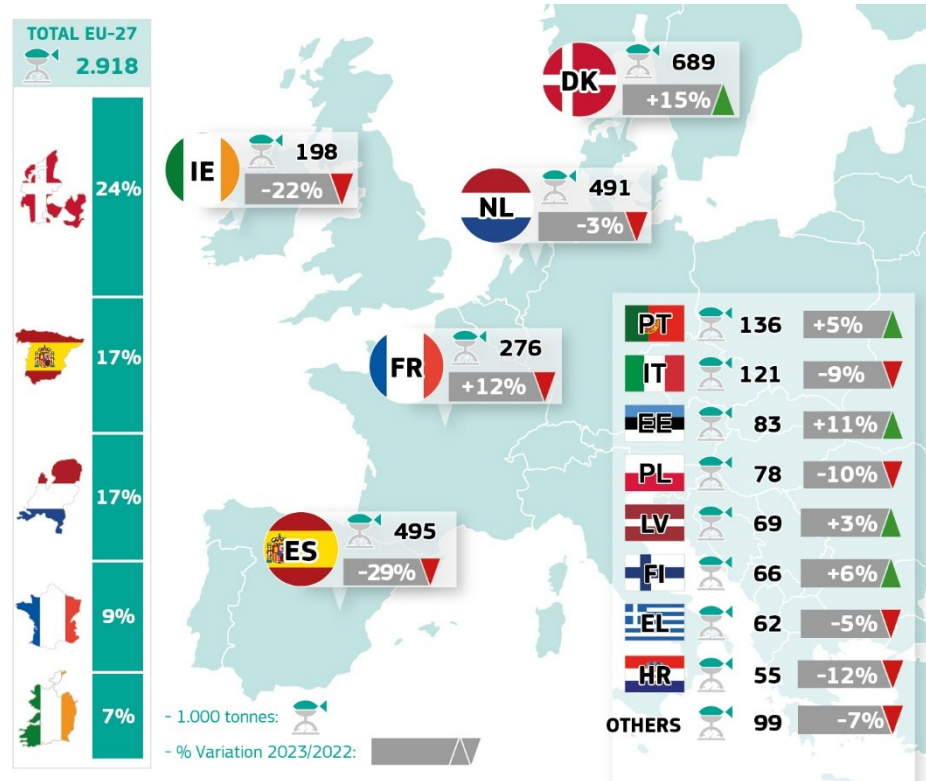 TOTAL EU-27
2.918
24%
17%
17%
9%
7%
DK
689
+15%
IE
198
-22%
NL
491
-3%
FR
276
+12%
ES
495
-29%
PT 136 +5%
IT 121 -9%
EE 83 +11%
PL 78 -10%
LV 69 +3%
FI 66 +6%
EL 62 -5%
HR 55 -12%
OTHERS 99 -7%
- 1.000 tonnes:
- % Variation 2023/2022: